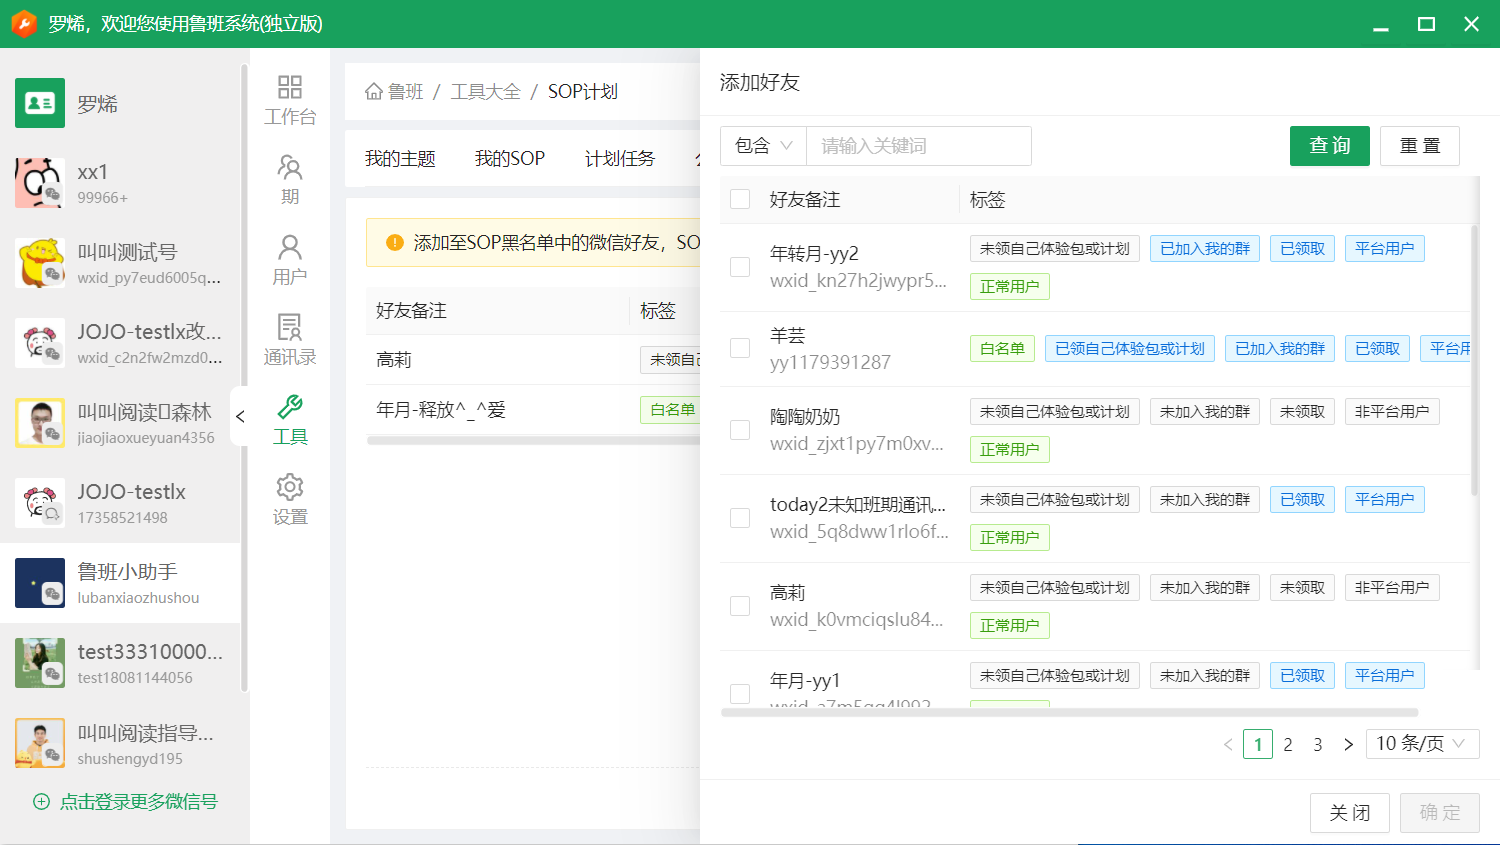 罗烯，欢迎您使用鲁班系统(独立版)
罗烯
xx1
99966+
叫叫测试号
wxid_py7eud6005q...
JOJO-testlx改...
wxid_c2n2fw2mzd0...
叫叫阅读▯森林
jiaojiaoxueyuan4356
JOJO-testlx
17358521498
鲁班小助手
lubanxiaozhushou
test33310000...
test18081144056
叫叫阅读指导...
shushengyd195
点击登录更多微信号
工作台
期
用户
通讯录
工具
设置
鲁班 / 工具大全 / SOP计划
我的主题 我的SOP 计划任务
添加至SOP黑名单中的微信好友，SO
好友备注 标签
高莉 未领自己
年月-释放^_^爱 白名单
添加好友
包含 请输入关键词 查询 重置
好友备注 标签
年转月-yy2
wxid_kn27h2jwypr5...
未领自己体验包或计划 已加入我的群 已领取 平台用户
正常用户
羊芸
yy1179391287
白名单 已领自己体验包或计划 已加入我的群 已领取 平台用
陶陶奶奶
wxid_zjxt1py7m0xv...
未领自己体验包或计划 未加入我的群 未领取 非平台用户
正常用户
today2未知班期通讯...
wxid_5q8dww1rlo6f...
未领自己体验包或计划 未加入我的群 已领取 平台用户
正常用户
高莉
wxid_k0vmciqslu84...
未领自己体验包或计划 未加入我的群 未领取 非平台用户
正常用户
年月-yy1
未领自己体验包或计划 未加入我的群 已领取 平台用户
1 2 3 10 条/页
关闭 确定